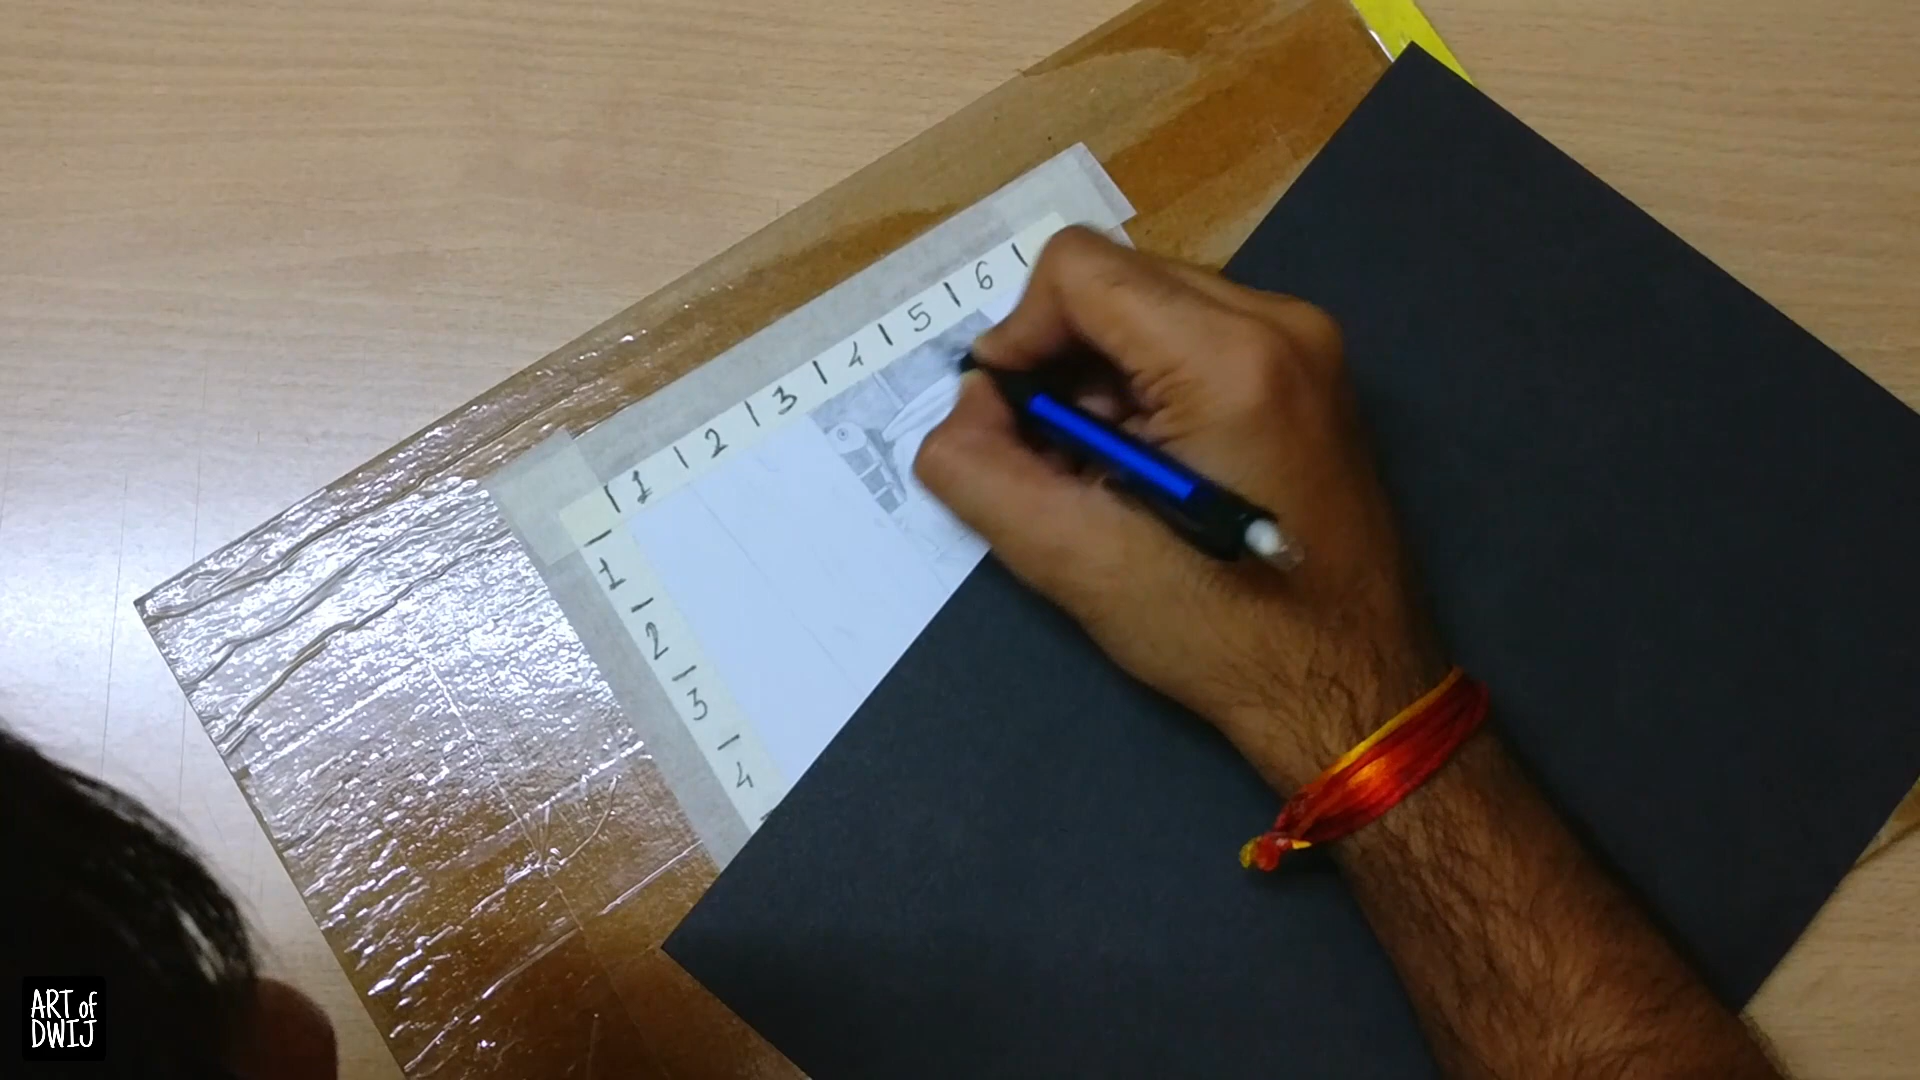 | 1 | 2 | 3 | 4 | 5 | 6 |
— 1 — 2 — 3 — 4
ART of
DWIJ